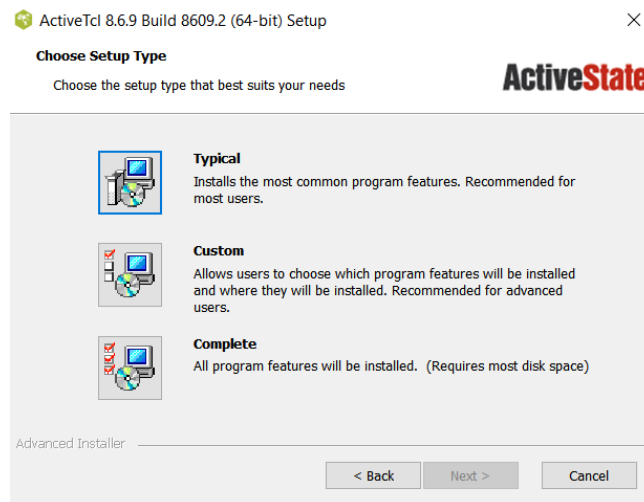 ActiveTcl 8.6.9 Build 8609.2 (64-bit) Setup
Choose Setup Type
Choose the setup type that best suits your needs
ActiveState
Typical
Installs the most common program features. Recommended for
most users.
Custom
Allows users to choose which program features will be installed
and where they will be installed. Recommended for advanced
users.
Complete
All program features will be installed. (Requires most disk space)
Advanced Installer
< Back
Next >
Cancel